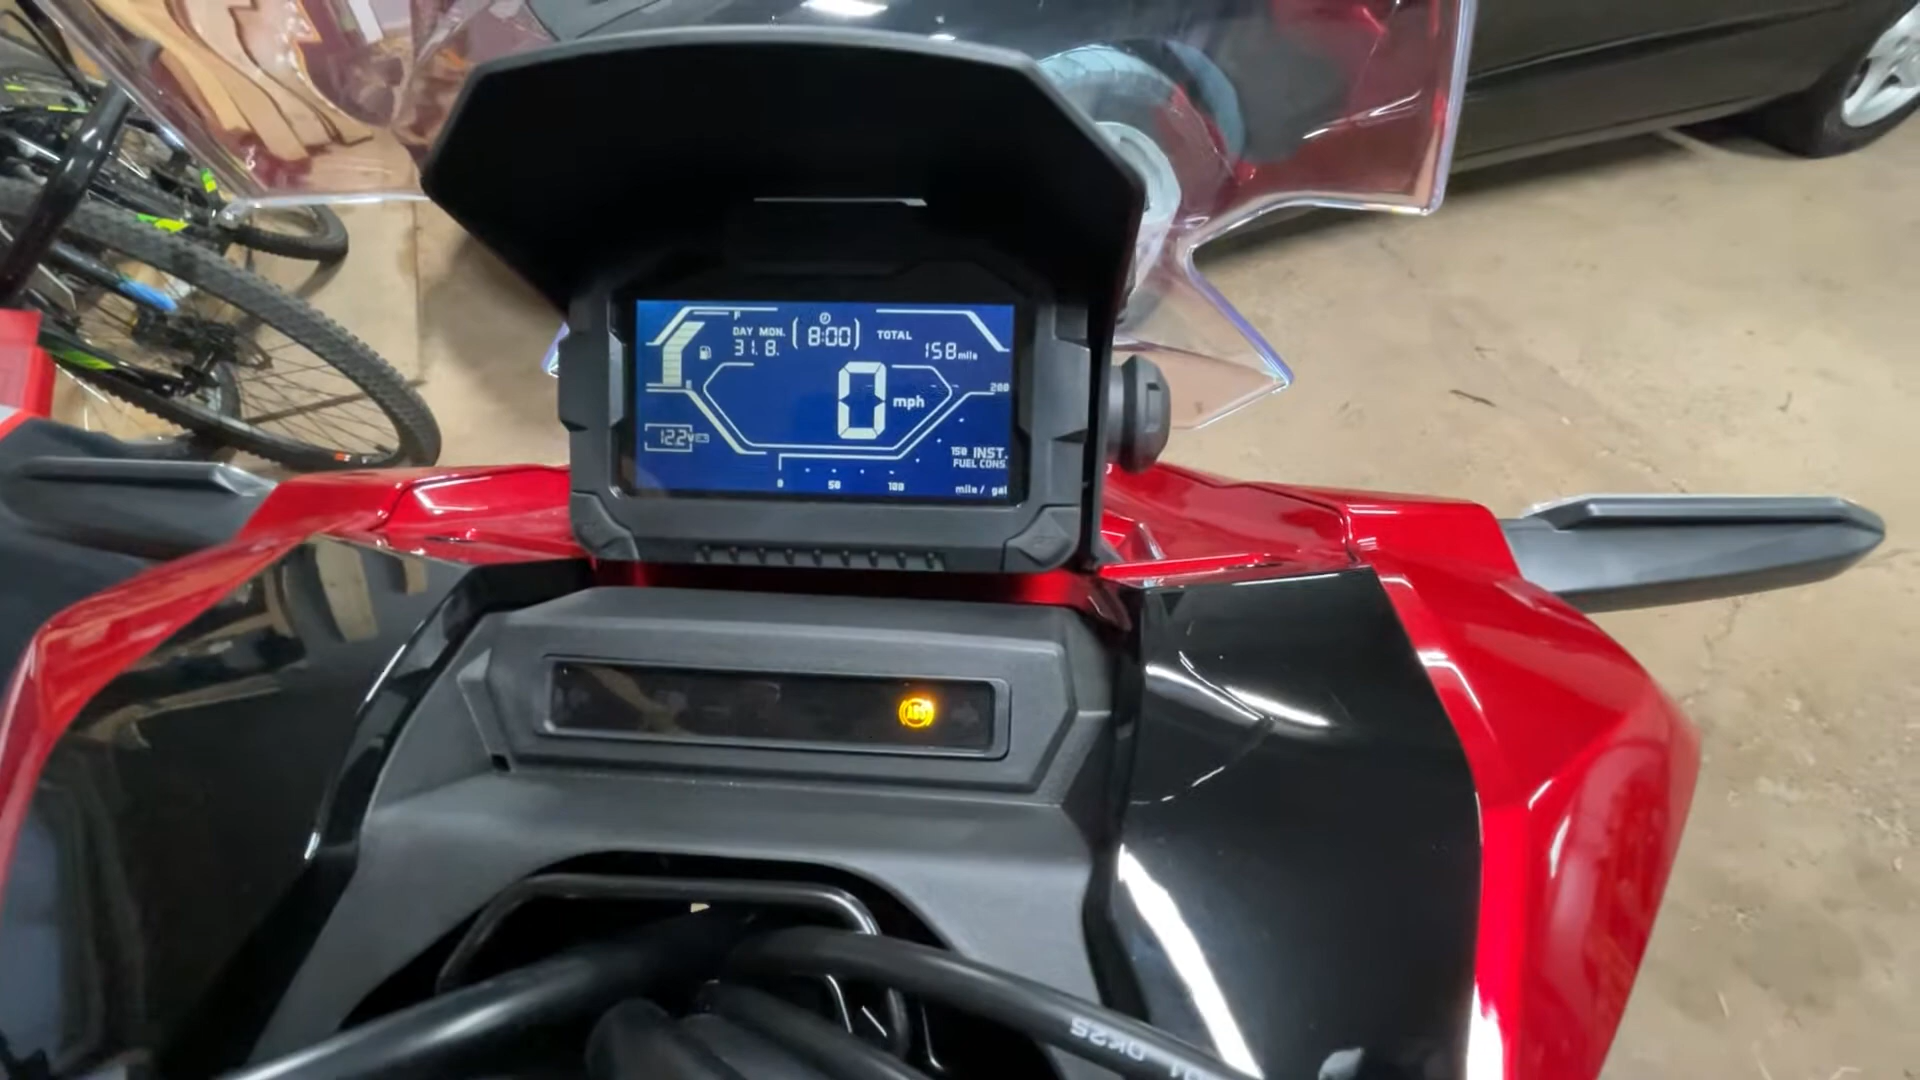 F
DAY MON.
31. 8.
8:00
TOTAL
158 mile
0 mph
12.2V
200
150
INST.
FUEL CONS.
0 50 100
mile/ gal
ABS